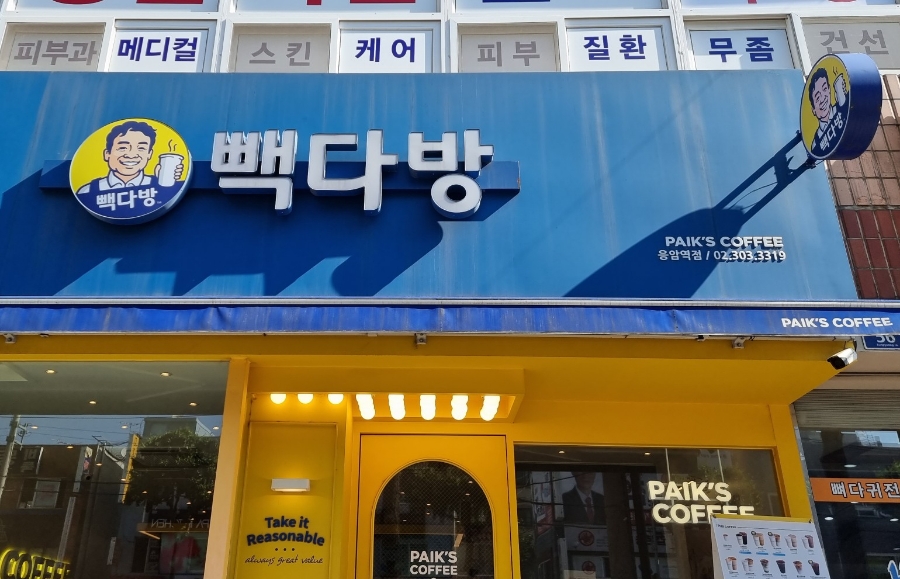 피부과
메디컬
스킨
케어
피부
질환
무좀
건선
빽다방
빽다방
빽다방
PAIK'S COFFEE
응암역점 / 02.303.3319
PAIK'S COFFEE
Take it
Reasonable
always great value
PAIK'S
COFFEE
PAIK'S
COFFEE
COFFEE
뼈다귀전